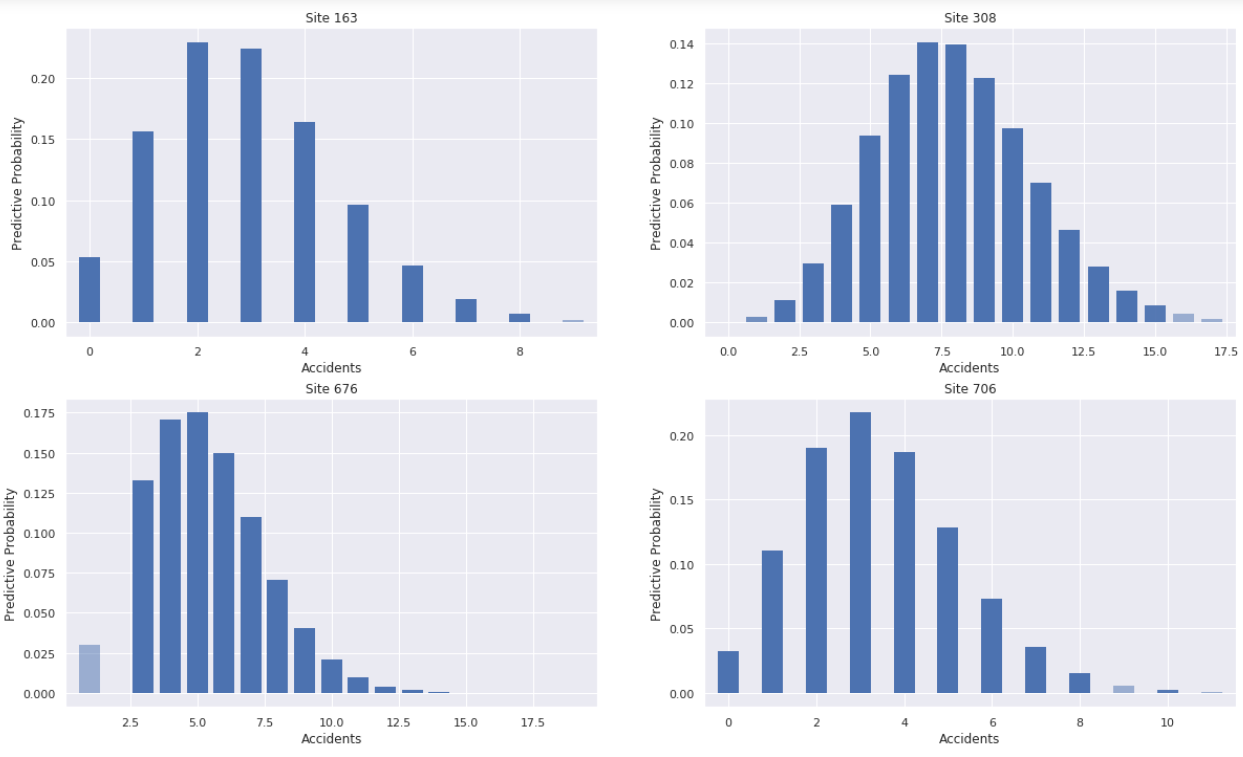 Site 163
Predictive Probability
0.20
0.15
0.10
0.05
0.00
0 2 4 6 8
Accidents
Site 308
Predictive Probability
0.14
0.12
0.10
0.08
0.06
0.04
0.02
0.00
0.0 2.5 5.0 7.5 10.0 12.5 15.0 17.5
Accidents
Site 676
Predictive Probability
0.175
0.150
0.125
0.100
0.075
0.050
0.025
0.000
2.5 5.0 7.5 10.0 12.5 15.0 17.5
Accidents
Site 706
Predictive Probability
0.20
0.15
0.10
0.05
0.00
0 2 4 6 8 10
Accidents